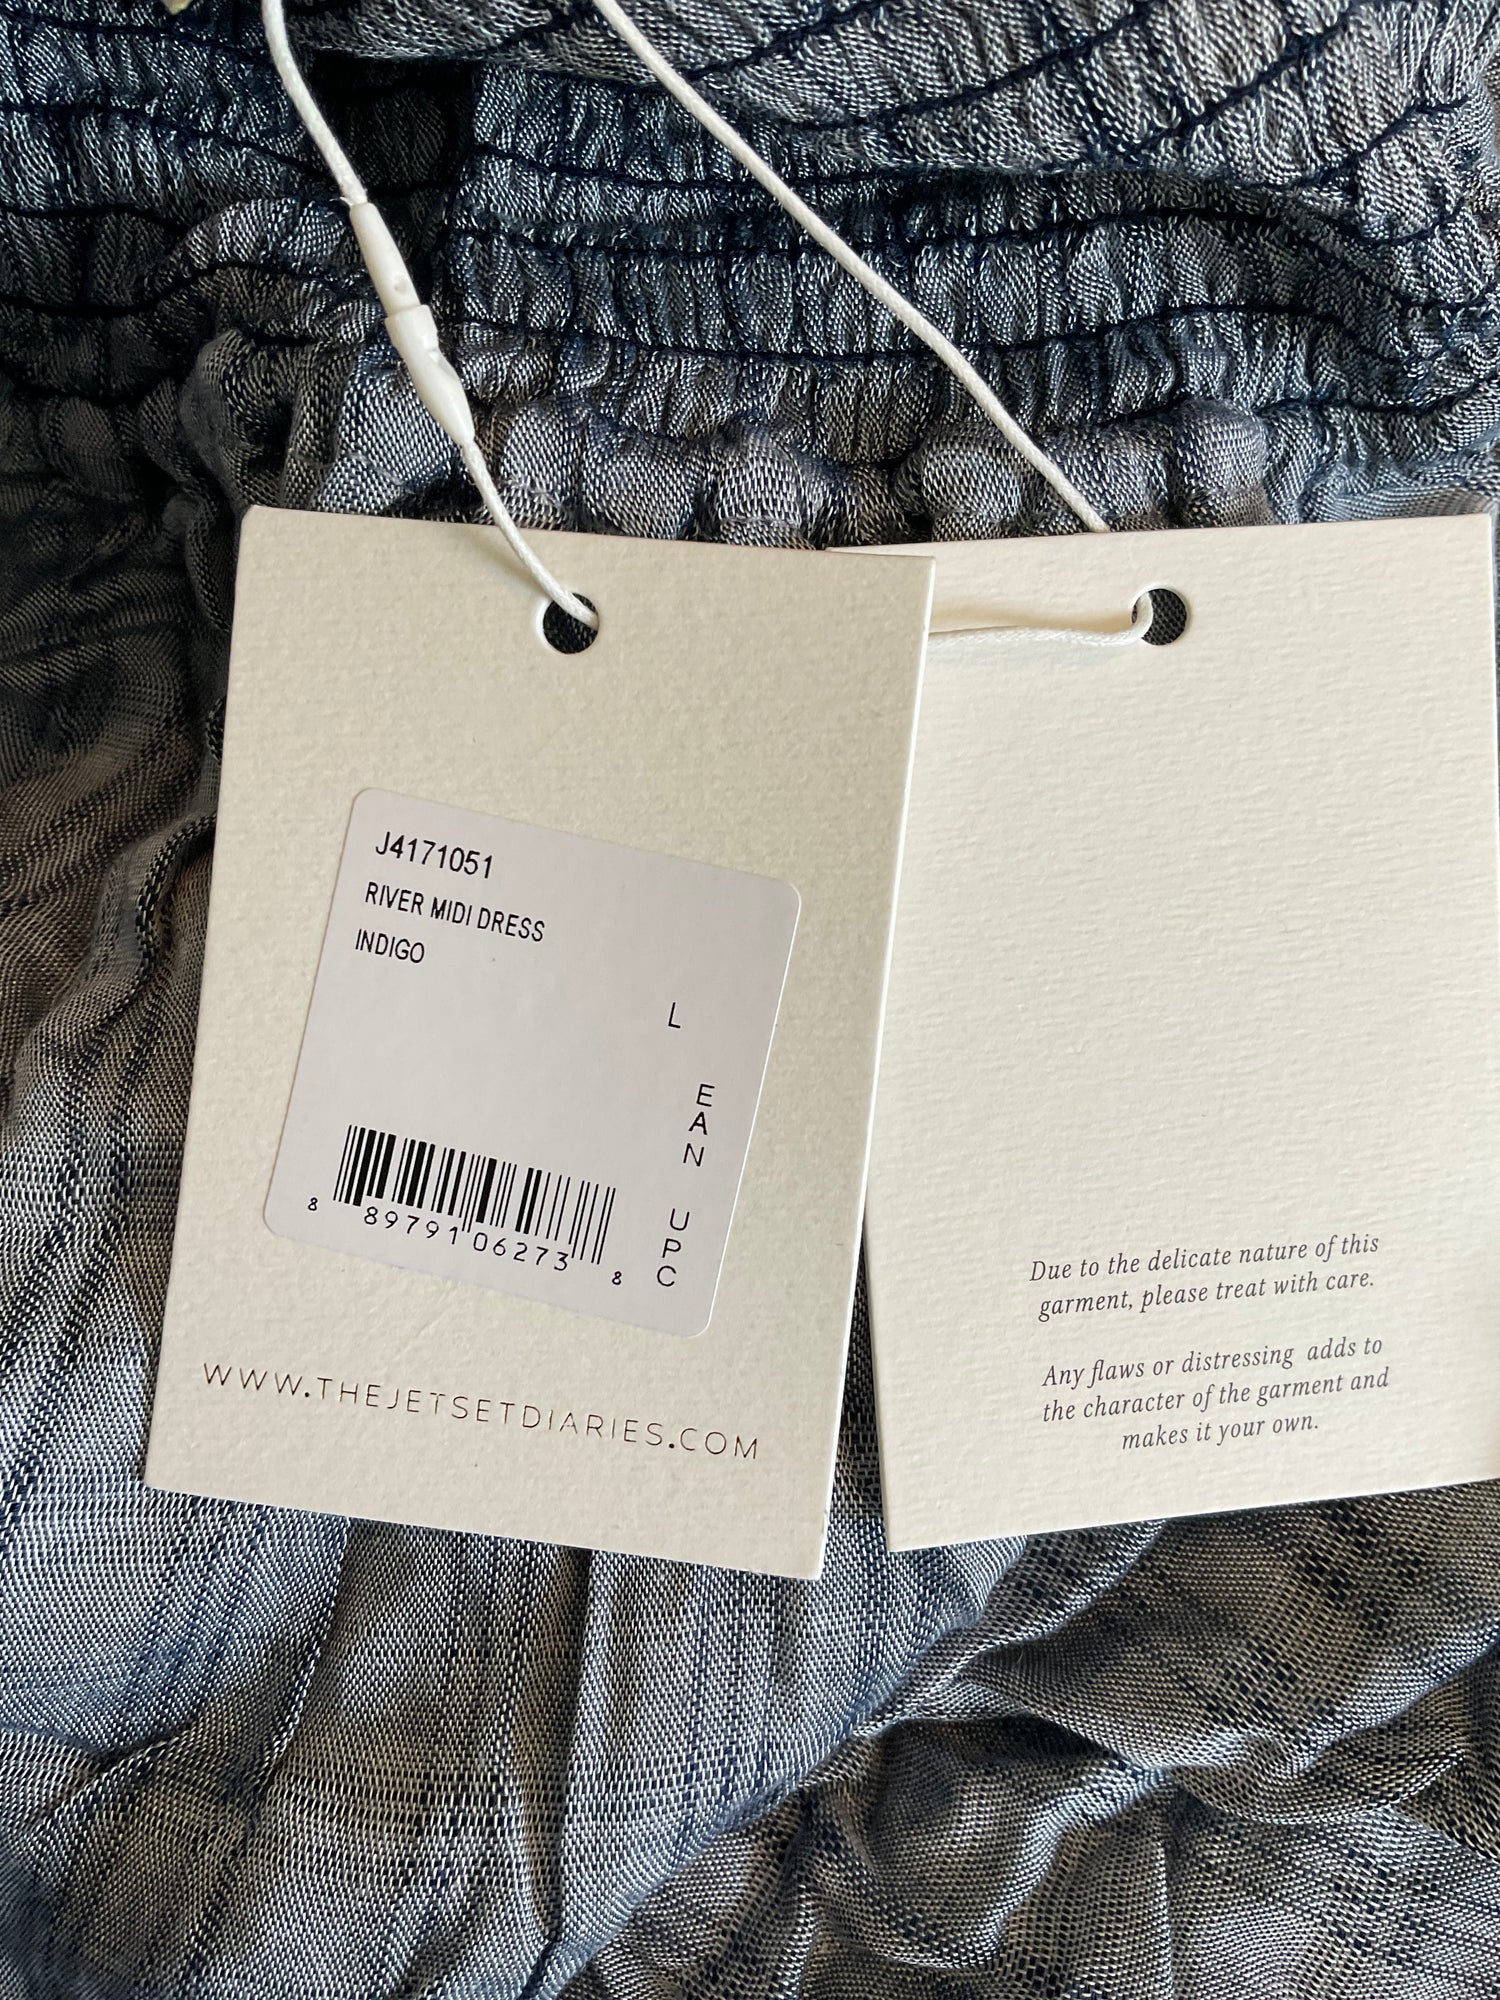 J4171051
RIVER MIDI DRESS
INDIGO
L
EAN
UPC
8 89791 06273 8
WWW.THEJETSETDIARIES.COM
Due to the delicate nature of this
garment, please treat with care.
Any flaws or distressing adds to
the character of the garment and
makes it your own.